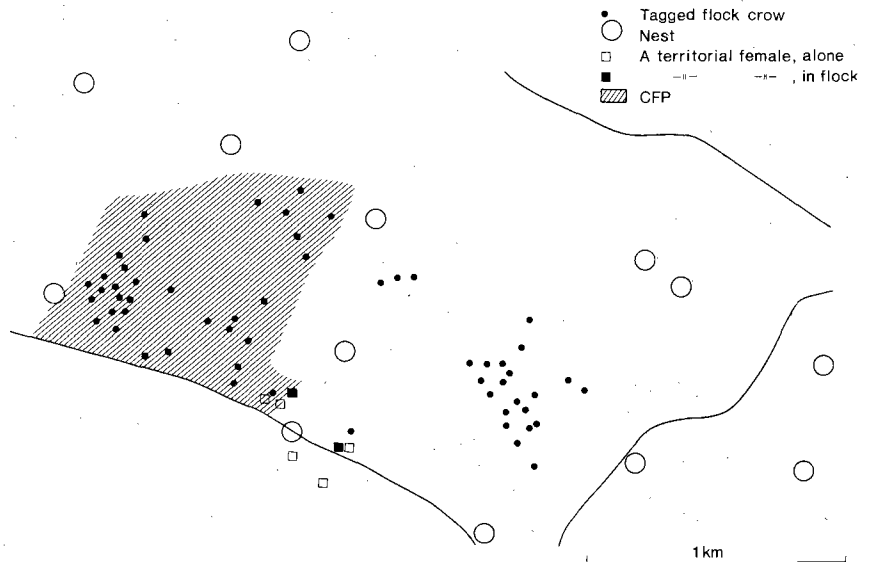 Tagged flock crow
Nest
A territorial female, alone
—"— —"— , in flock
CFP
1 km